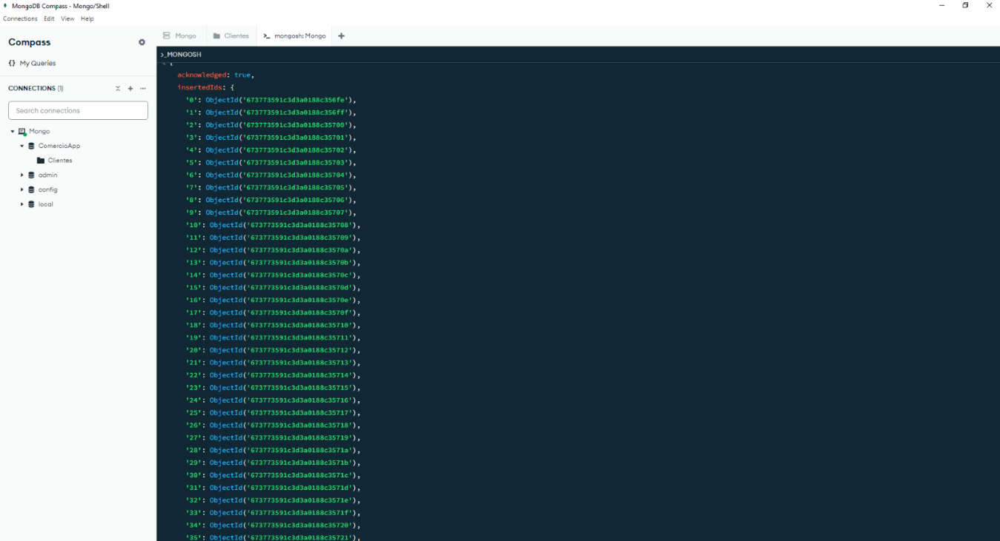 MongoDB Compass - Mongo/Shell
Connections Edit View Help
Compass
My Queries
CONNECTIONS (1)
Search connections
Mongo
ComercioApp
Clientes
admin
config
local
Mongo
Clientes
mongosh: Mongo
>_MONGOSH
< {
acknowledged: true,
insertedIds: {
'0': ObjectId('673773591c3d3a0188c356fe'),
'1': ObjectId('673773591c3d3a0188c356ff'),
'2': ObjectId('673773591c3d3a0188c35700'),
'3': ObjectId('673773591c3d3a0188c35701'),
'4': ObjectId('673773591c3d3a0188c35702'),
'5': ObjectId('673773591c3d3a0188c35703'),
'6': ObjectId('673773591c3d3a0188c35704'),
'7': ObjectId('673773591c3d3a0188c35705'),
'8': ObjectId('673773591c3d3a0188c35706'),
'9': ObjectId('673773591c3d3a0188c35707'),
'10': ObjectId('673773591c3d3a0188c35708'),
'11': ObjectId('673773591c3d3a0188c35709'),
'12': ObjectId('673773591c3d3a0188c3570a'),
'13': ObjectId('673773591c3d3a0188c3570b'),
'14': ObjectId('673773591c3d3a0188c3570c'),
'15': ObjectId('673773591c3d3a0188c3570d'),
'16': ObjectId('673773591c3d3a0188c3570e'),
'17': ObjectId('673773591c3d3a0188c3570f'),
'18': ObjectId('673773591c3d3a0188c35710'),
'19': ObjectId('673773591c3d3a0188c35711'),
'20': ObjectId('673773591c3d3a0188c35712'),
'21': ObjectId('673773591c3d3a0188c35713'),
'22': ObjectId('673773591c3d3a0188c35714'),
'23': ObjectId('673773591c3d3a0188c35715'),
'24': ObjectId('673773591c3d3a0188c35716'),
'25': ObjectId('673773591c3d3a0188c35717'),
'26': ObjectId('673773591c3d3a0188c35718'),
'27': ObjectId('673773591c3d3a0188c35719'),
'28': ObjectId('673773591c3d3a0188c3571a'),
'29': ObjectId('673773591c3d3a0188c3571b'),
'30': ObjectId('673773591c3d3a0188c3571c'),
'31': ObjectId('673773591c3d3a0188c3571d'),
'32': ObjectId('673773591c3d3a0188c3571e'),
'33': ObjectId('673773591c3d3a0188c3571f'),
'34': ObjectId('673773591c3d3a0188c35720'),
'35': ObjectId('673773591c3d3a0188c35721'),